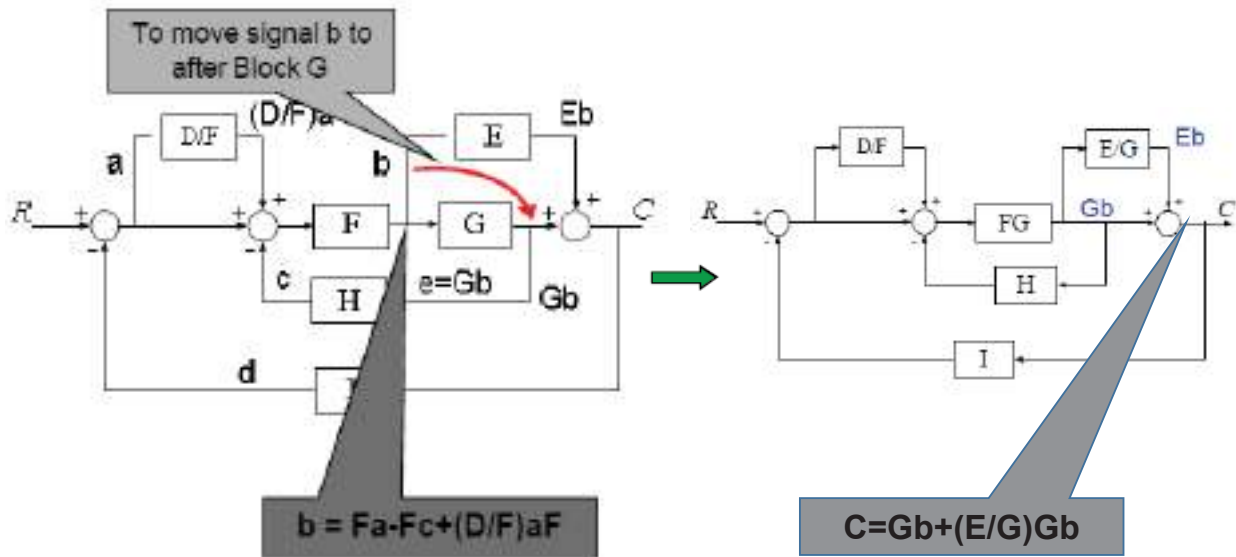 To move signal b to
after Block G
(D/F)a
Eb
D/F
E
a
b
R
+
-
+
+
-
F
G
+
+
C
c
H
e=Gb
Gb
d
I
b = Fa-Fc+(D/F)aF
D/F
E/G
Eb
R
+
-
+
+
-
FG
Gb
+
+
C
H
I
C=Gb+(E/G)Gb